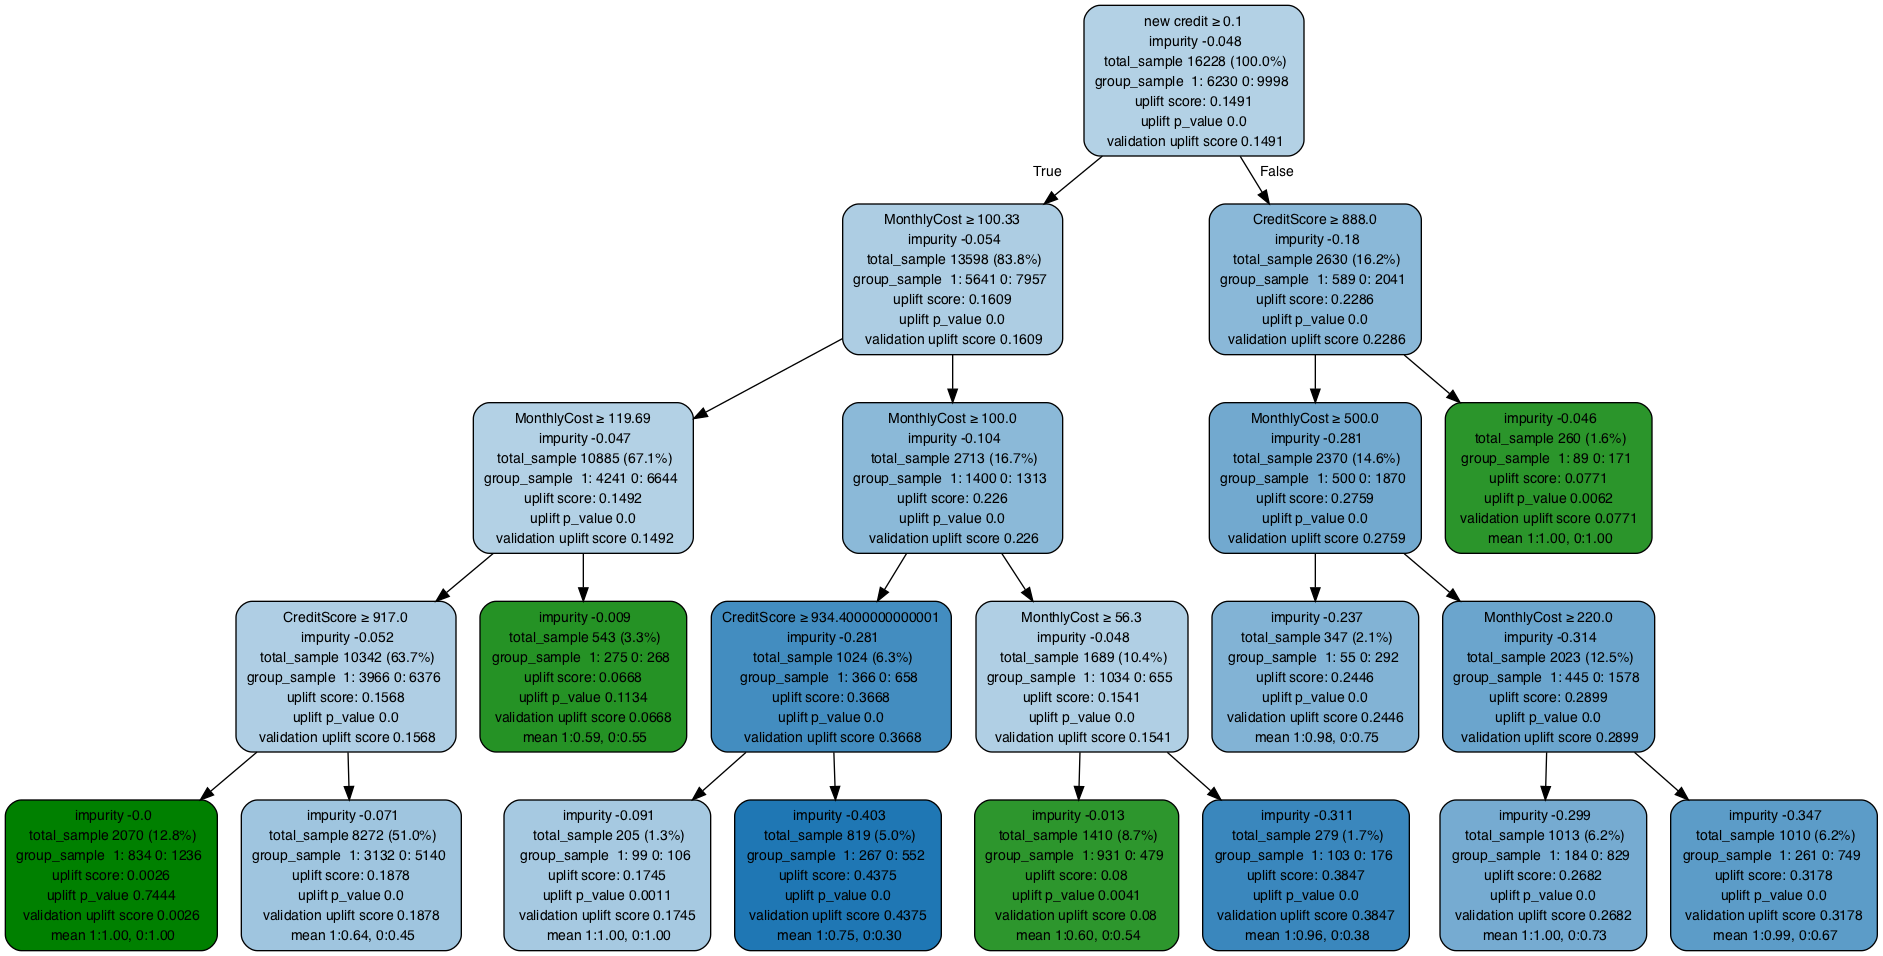 new credit ≥ 0.1
impurity -0.048
total_sample 16228 (100.0%)
group_sample  1: 6230 0: 9998
uplift score: 0.1491
uplift p_value 0.0
validation uplift score 0.1491
True
False
MonthlyCost ≥ 100.33
impurity -0.054
total_sample 13598 (83.8%)
group_sample  1: 5641 0: 7957
uplift score: 0.1609
uplift p_value 0.0
validation uplift score 0.1609
CreditScore ≥ 888.0
impurity -0.18
total_sample 2630 (16.2%)
group_sample  1: 589 0: 2041
uplift score: 0.2286
uplift p_value 0.0
validation uplift score 0.2286
MonthlyCost ≥ 119.69
impurity -0.047
total_sample 10885 (67.1%)
group_sample  1: 4241 0: 6644
uplift score: 0.1492
uplift p_value 0.0
validation uplift score 0.1492
MonthlyCost ≥ 100.0
impurity -0.104
total_sample 2713 (16.7%)
group_sample  1: 1400 0: 1313
uplift score: 0.226
uplift p_value 0.0
validation uplift score 0.226
MonthlyCost ≥ 500.0
impurity -0.281
total_sample 2370 (14.6%)
group_sample  1: 500 0: 1870
uplift score: 0.2759
uplift p_value 0.0
validation uplift score 0.2759
impurity -0.046
total_sample 260 (1.6%)
group_sample  1: 89 0: 171
uplift score: 0.0771
uplift p_value 0.0062
validation uplift score 0.0771
mean 1:1.00, 0:1.00
CreditScore ≥ 917.0
impurity -0.052
total_sample 10342 (63.7%)
group_sample  1: 3966 0: 6376
uplift score: 0.1568
uplift p_value 0.0
validation uplift score 0.1568
impurity -0.009
total_sample 543 (3.3%)
group_sample  1: 275 0: 268
uplift score: 0.0668
uplift p_value 0.1134
validation uplift score 0.0668
mean 1:0.59, 0:0.55
CreditScore ≥ 934.4000000000001
impurity -0.281
total_sample 1024 (6.3%)
group_sample  1: 366 0: 658
uplift score: 0.3668
uplift p_value 0.0
validation uplift score 0.3668
MonthlyCost ≥ 56.3
impurity -0.048
total_sample 1689 (10.4%)
group_sample  1: 1034 0: 655
uplift score: 0.1541
uplift p_value 0.0
validation uplift score 0.1541
impurity -0.237
total_sample 347 (2.1%)
group_sample  1: 55 0: 292
uplift score: 0.2446
uplift p_value 0.0
validation uplift score 0.2446
mean 1:0.98, 0:0.75
MonthlyCost ≥ 220.0
impurity -0.314
total_sample 2023 (12.5%)
group_sample  1: 445 0: 1578
uplift score: 0.2899
uplift p_value 0.0
validation uplift score 0.2899
impurity -0.0
total_sample 2070 (12.8%)
group_sample  1: 834 0: 1236
uplift score: 0.0026
uplift p_value 0.7444
validation uplift score 0.0026
mean 1:1.00, 0:1.00
impurity -0.071
total_sample 8272 (51.0%)
group_sample  1: 3132 0: 5140
uplift score: 0.1878
uplift p_value 0.0
validation uplift score 0.1878
mean 1:0.64, 0:0.45
impurity -0.091
total_sample 205 (1.3%)
group_sample  1: 99 0: 106
uplift score: 0.1745
uplift p_value 0.0011
validation uplift score 0.1745
mean 1:1.00, 0:1.00
impurity -0.403
total_sample 819 (5.0%)
group_sample  1: 267 0: 552
uplift score: 0.4375
uplift p_value 0.0
validation uplift score 0.4375
mean 1:0.75, 0:0.30
impurity -0.013
total_sample 1410 (8.7%)
group_sample  1: 931 0: 479
uplift score: 0.08
uplift p_value 0.0041
validation uplift score 0.08
mean 1:0.60, 0:0.54
impurity -0.311
total_sample 279 (1.7%)
group_sample  1: 103 0: 176
uplift score: 0.3847
uplift p_value 0.0
validation uplift score 0.3847
mean 1:0.96, 0:0.38
impurity -0.299
total_sample 1013 (6.2%)
group_sample  1: 184 0: 829
uplift score: 0.2682
uplift p_value 0.0
validation uplift score 0.2682
mean 1:1.00, 0:0.73
impurity -0.347
total_sample 1010 (6.2%)
group_sample  1: 261 0: 749
uplift score: 0.3178
uplift p_value 0.0
validation uplift score 0.3178
mean 1:0.99, 0:0.67